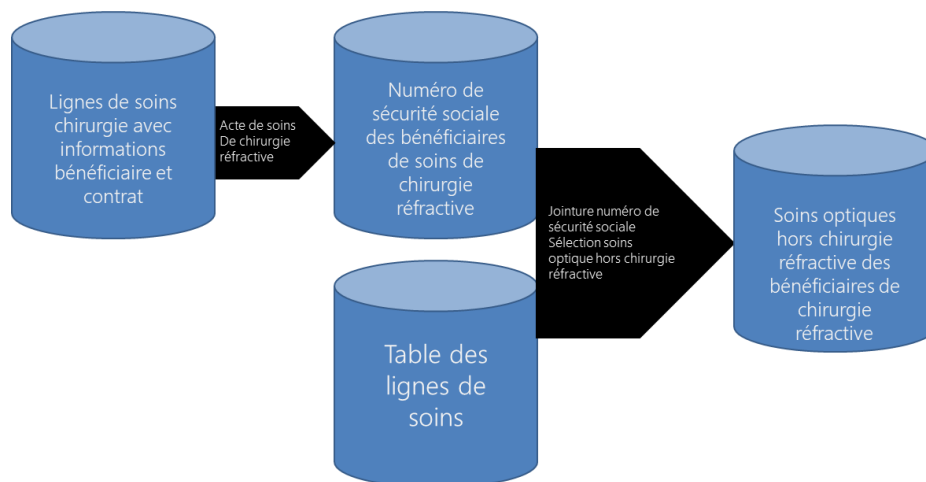 Lignes de soins
chirurgie avec
informations
bénéficiaire et
contrat
Acte de soins
De chirurgie
réfractive
Numéro de
sécurité sociale
des bénéficiaires
de soins de
chirurgie
réfractive
Jointure numéro de
sécurité sociale
Sélection soins
optique hors chirurgie
réfractive
Table des
lignes de
soins
Soins optiques
hors chirurgie
réfractive des
bénéficiaires de
chirurgie
réfractive